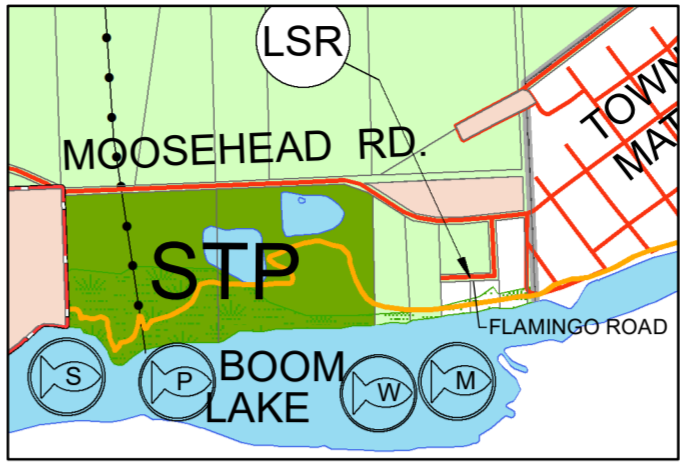 LSR
TOWN
MAT
MOOSEHEAD RD.
STP
FLAMINGO ROAD
BOOM
LAKE
S
P
W
M